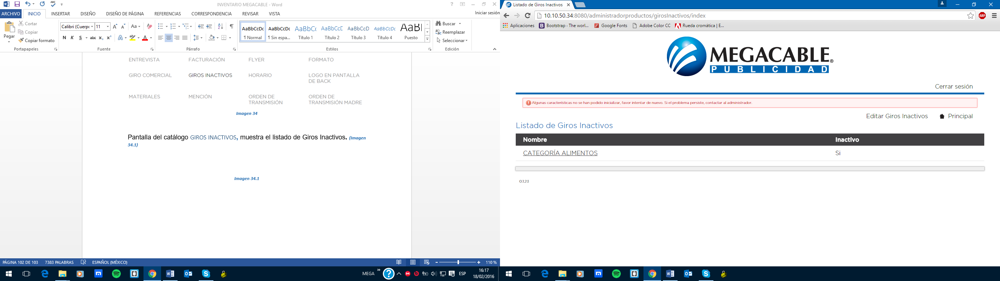 INVENTARIO MEGACABLE - Word
ARCHIVO INICIO INSERTAR DISEÑO DISEÑO DE PÁGINA REFERENCIAS CORRESPONDENCIA REVISAR VISTA Iniciar sesión
Pegar
Cortar
Copiar
Copiar formato
Portapapeles
Calibri (Cuerpo 11
N K S abc x₂ x²
Fuente
Párrafo
AaBbCcDc AaBbCcDc AaBbCc AaBbCcE AaBbCcD AaBbCcDc AaBl
¶ Normal ¶ Sin espa... Título 1 Título 2 Título 3 Título 4 Puesto
Estilos
Buscar
Reemplazar
Seleccionar
Edición
ENTREVISTA FACTURACIÓN FLYER FORMATO
GIRO COMERCIAL GIROS INACTIVOS HORARIO LOGO EN PANTALLA
DE BACK
MATERIALES MENCIÓN ORDEN DE ORDEN DE
TRANSMISIÓN TRANSMISIÓN MADRE
Imagen 34
Pantalla del catálogo GIROS INACTIVOS, muestra el listado de Giros Inactivos. (Imagen
34.1)
Imagen 34.1
PÁGINA 102 DE 103 7383 PALABRAS ESPAÑOL (MÉXICO) 110 %
MEGA ESP 16:17
18/02/2016
Listado de Giros Inactivos
10.10.50.34:8080/administradorproductos/girosInactivos/index
ABP
Aplicaciones Bootstrap · The worl... Google Fonts Adobe Color CC Rueda cromática | E...
MEGACABLE®
PUBLICIDAD
Cerrar sesión
Algunas características no se han podido inicializar, favor intentar de nuevo. Si el problema persiste, contactar al administrador.
Editar Giros Inactivos Principal
Listado de Giros Inactivos
Nombre Inactivo
CATEGORÍA ALIMENTOS Si
0.1.23